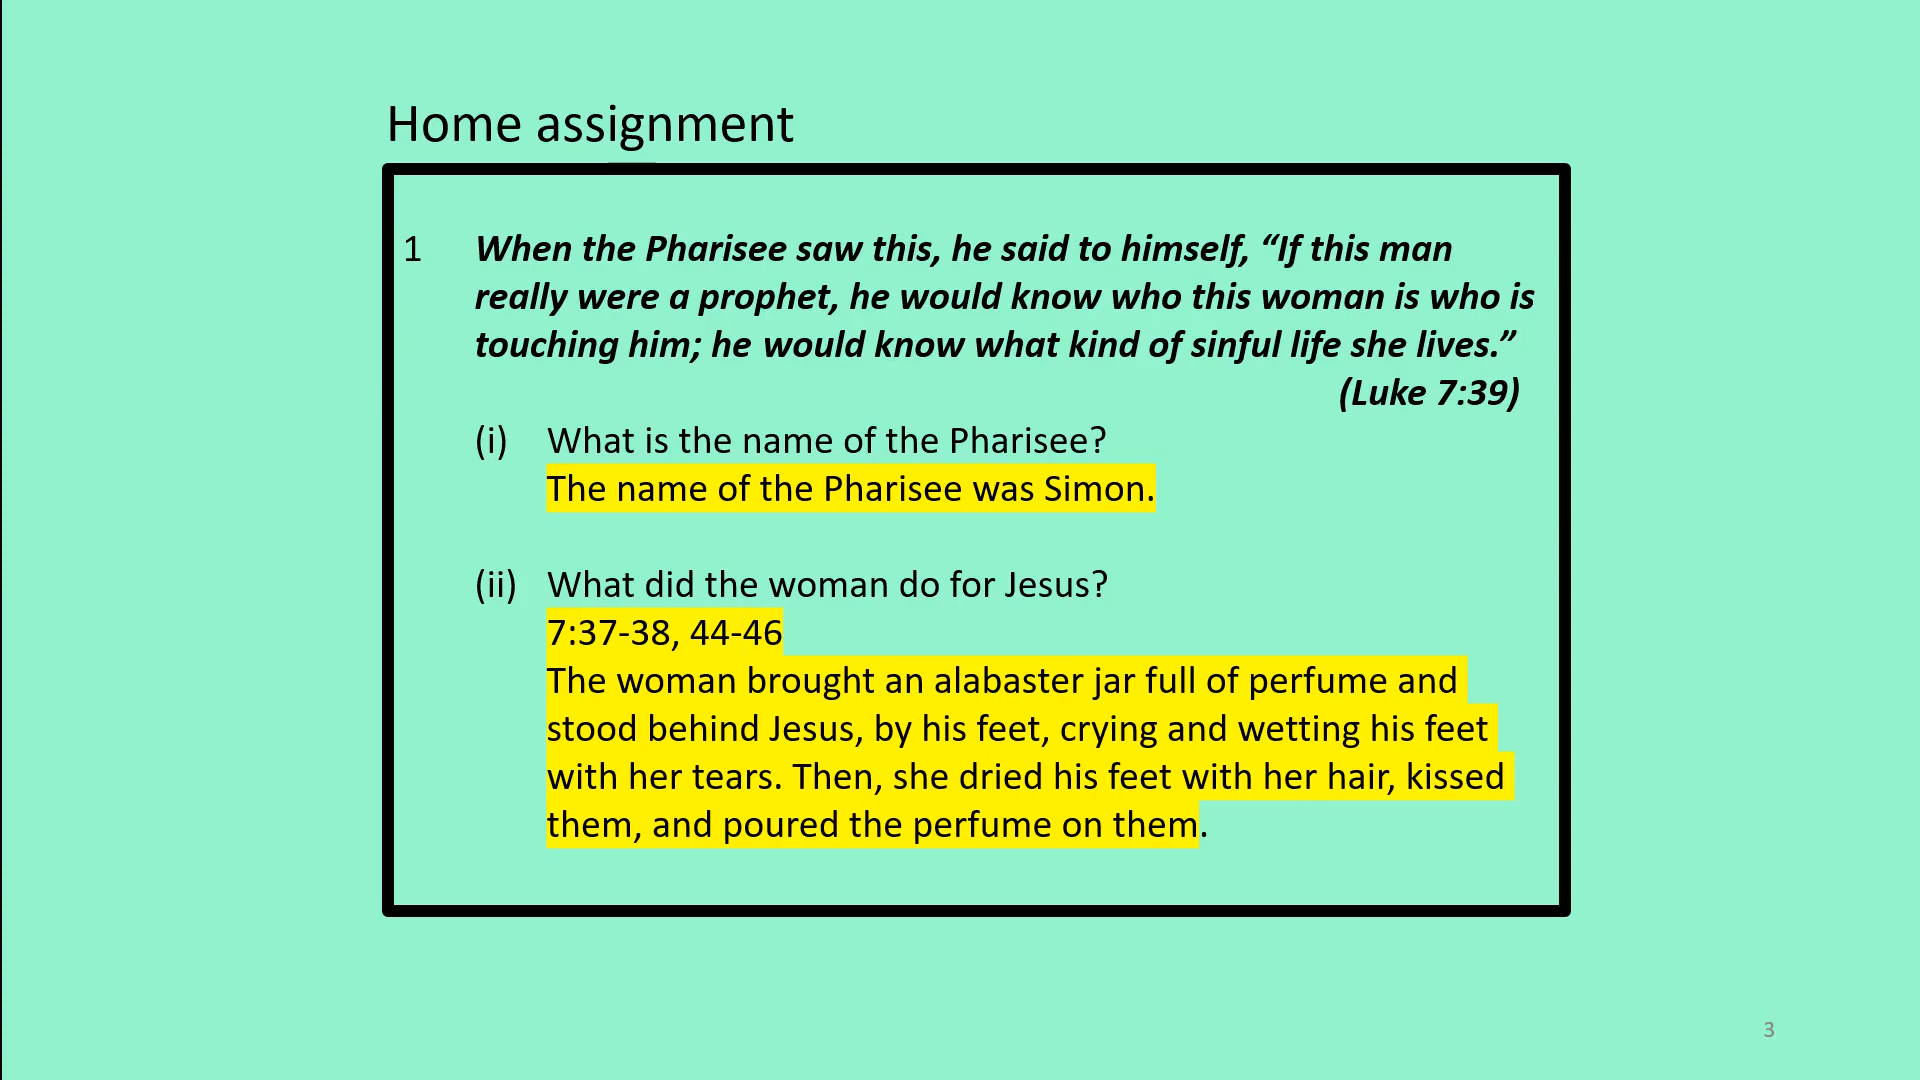 Home assignment
1 When the Pharisee saw this, he said to himself, “If this man
really were a prophet, he would know who this woman is who is
touching him; he would know what kind of sinful life she lives.”
(Luke 7:39)
(i) What is the name of the Pharisee?
The name of the Pharisee was Simon.
(ii) What did the woman do for Jesus?
7:37-38, 44-46
The woman brought an alabaster jar full of perfume and
stood behind Jesus, by his feet, crying and wetting his feet
with her tears. Then, she dried his feet with her hair, kissed
them, and poured the perfume on them.
3